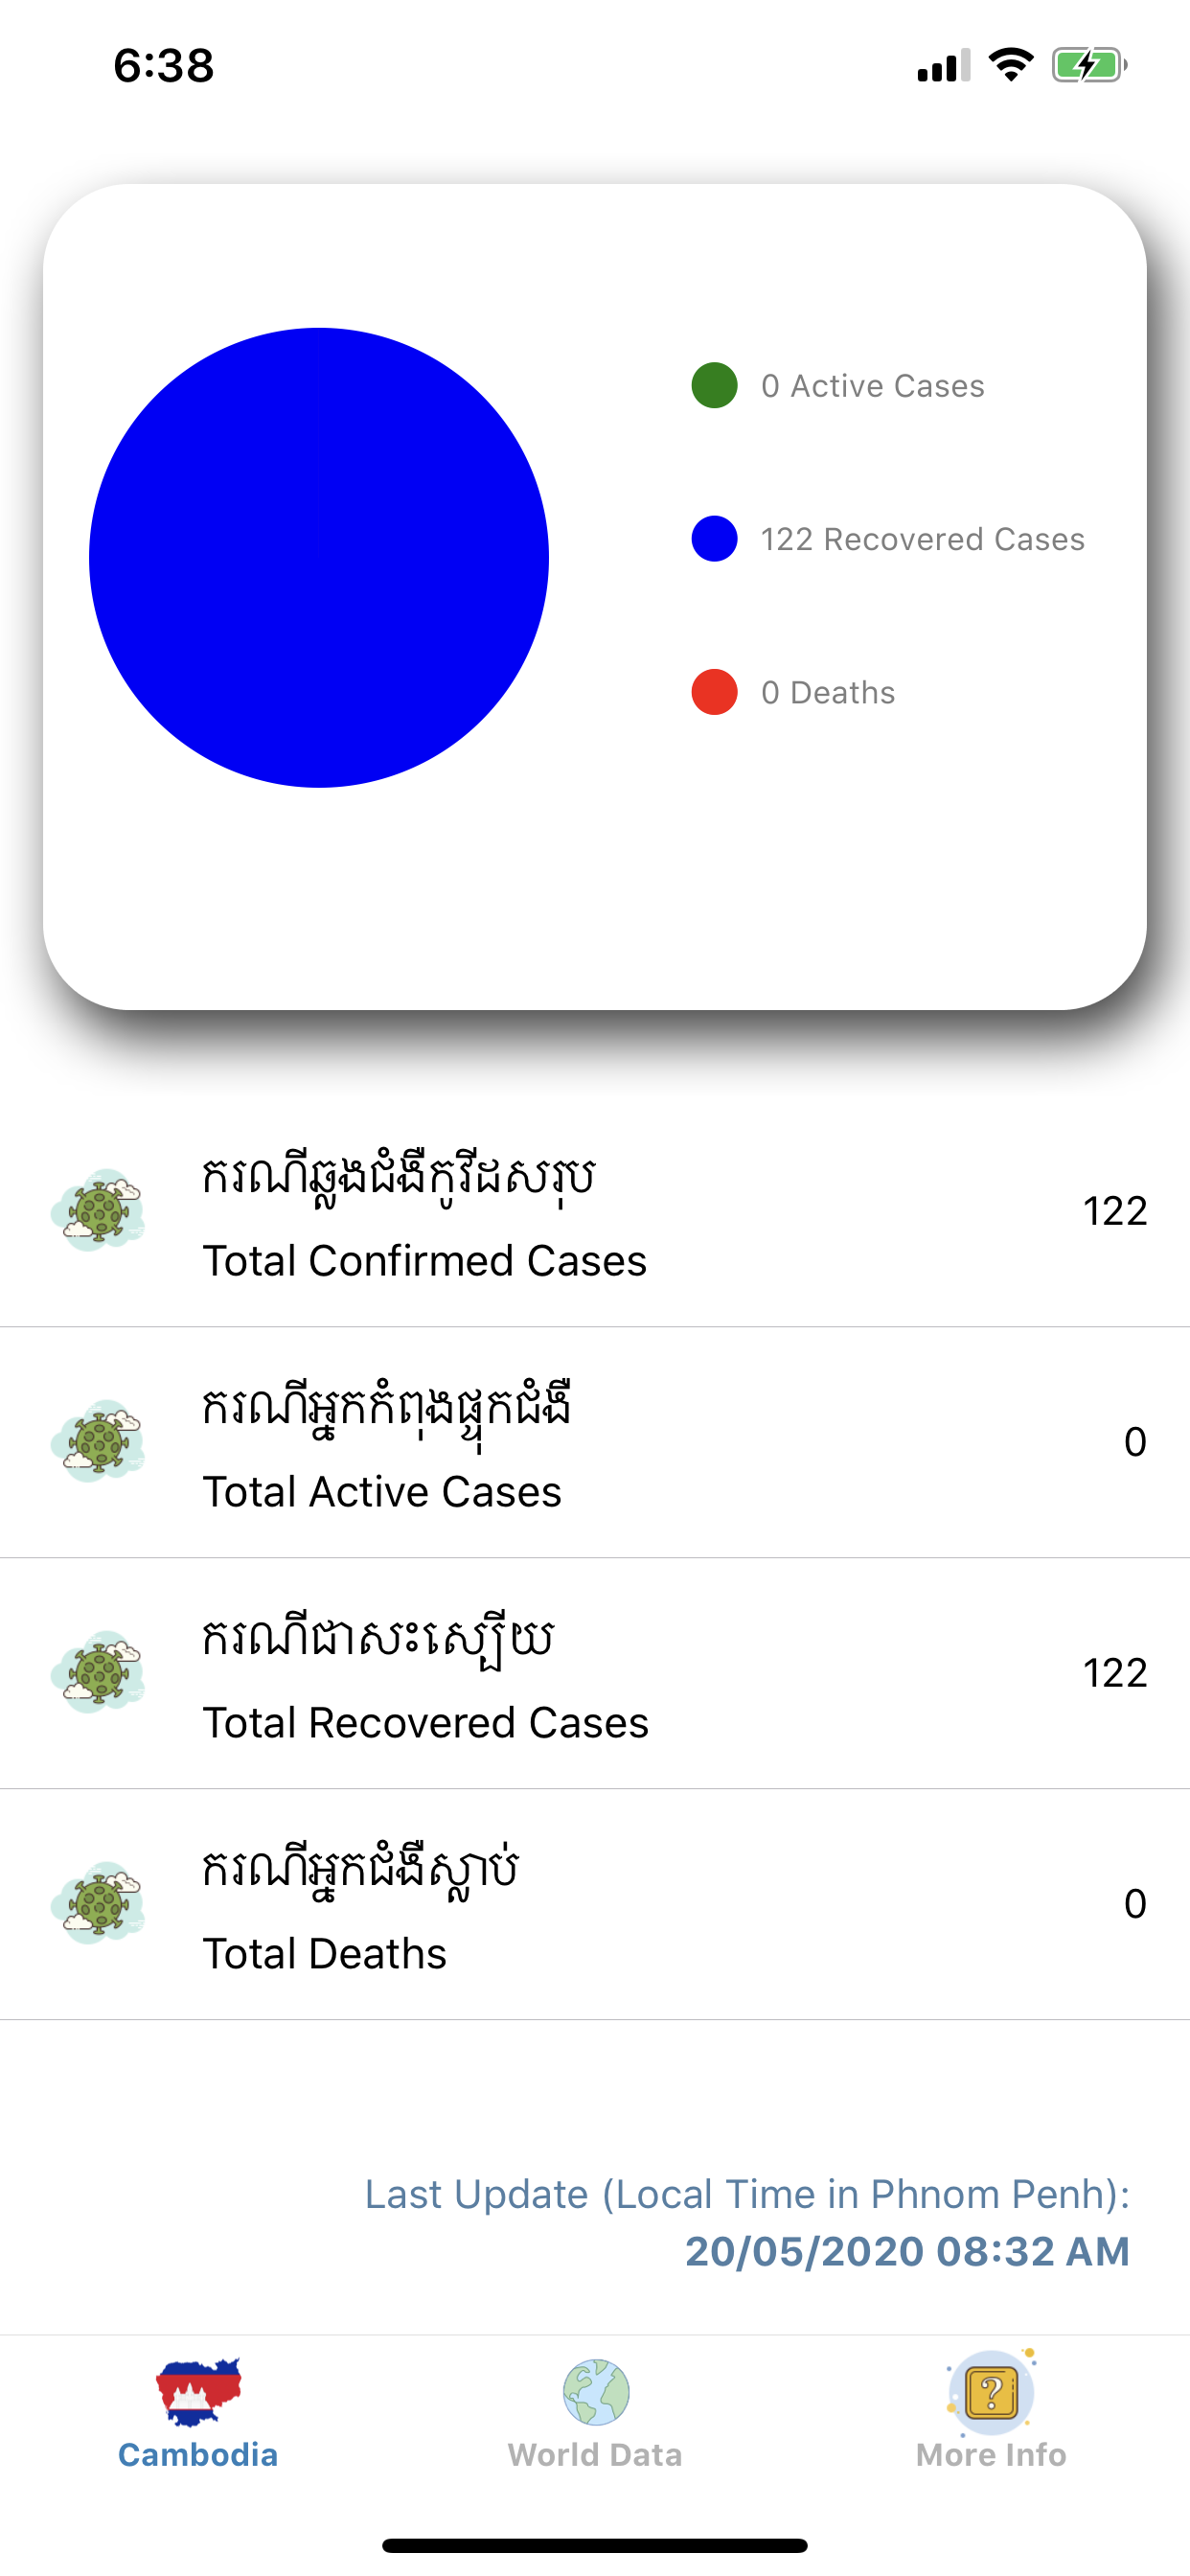 6:38
0 Active Cases
122 Recovered Cases
0 Deaths
ករណីឆ្លងជំងឺកូវីដសរុប
Total Confirmed Cases
122
ករណីអ្នកកំពុងផ្ទុកជំងឺ
Total Active Cases
0
ករណីជាសះស្បើយ
Total Recovered Cases
122
ករណីអ្នកជំងឺស្លាប់
Total Deaths
0
Last Update (Local Time in Phnom Penh):
20/05/2020 08:32 AM
Cambodia
World Data
More Info